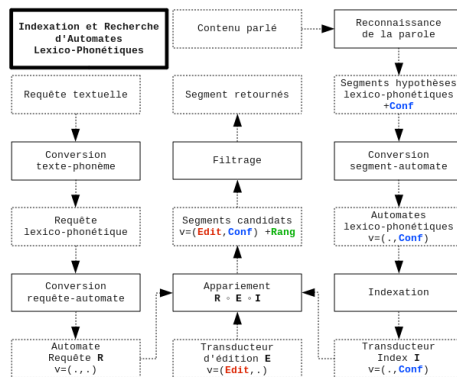 Indexation et Recherche
d'Automates
Lexico-Phonétiques
Contenu parlé
Reconnaissance
de la parole
Requête textuelle
Segment retournés
Segments hypothèses
lexico-phonétiques
+Conf
Conversion
texte-phonème
Filtrage
Conversion
segment-automate
Requête
lexico-phonétique
Segments candidats
v=(Edit,Conf) +Rang
Automates
lexico-phonétiques
v=(.,Conf)
Conversion
requête-automate
Appariement
R ∘ E ∘ I
Indexation
Automate
Requête R
v=(.,.)
Transducteur
d'édition E
v=(Edit,.)
Transducteur
Index I
v=(.,Conf)